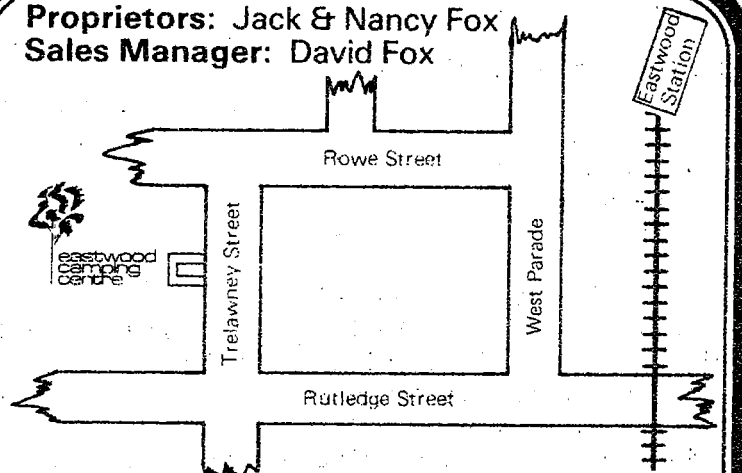 Proprietors: Jack & Nancy Fox
Sales Manager: David Fox
Eastwood
Station
Rowe Street
Trelawney Street
West Parade
eastwood
camping
centre
Rutledge Street